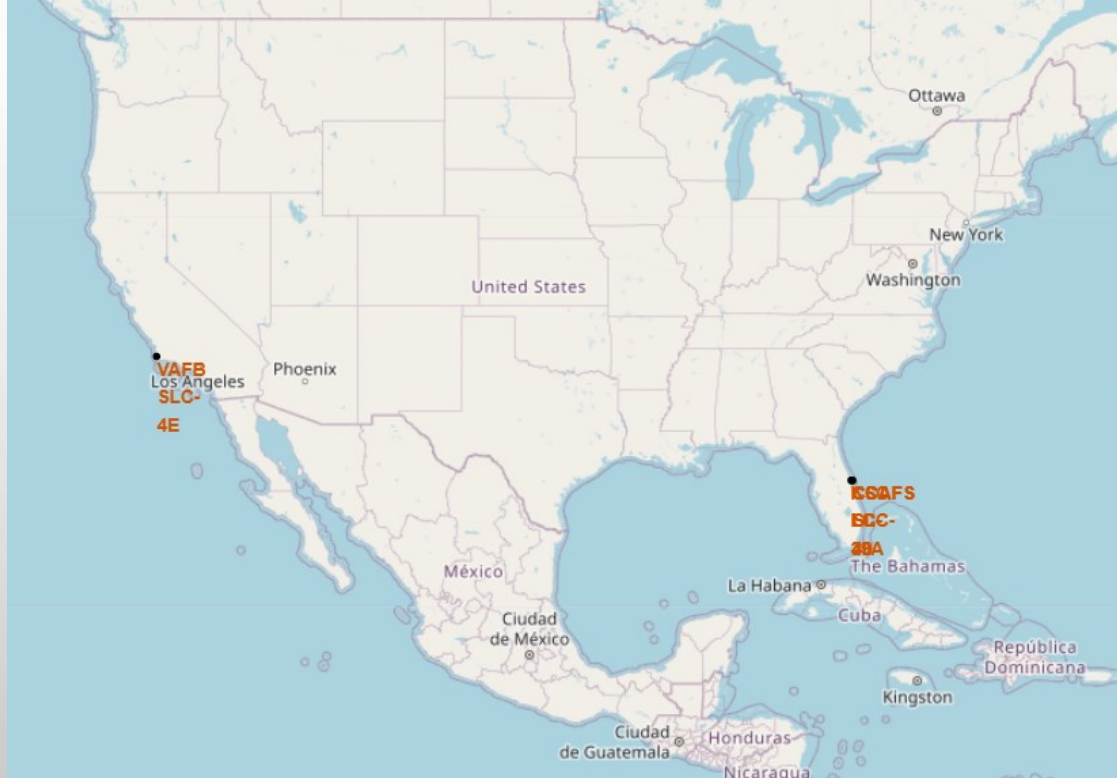 Ottawa
New York
Washington
United States
VAFB
Los Angeles
SLC-
4E
Phoenix
México
The Bahamas
La Habana
Cuba
Ciudad
de México
República
Dominicana
Kingston
Ciudad
de Guatemala
Honduras
Nicaragua